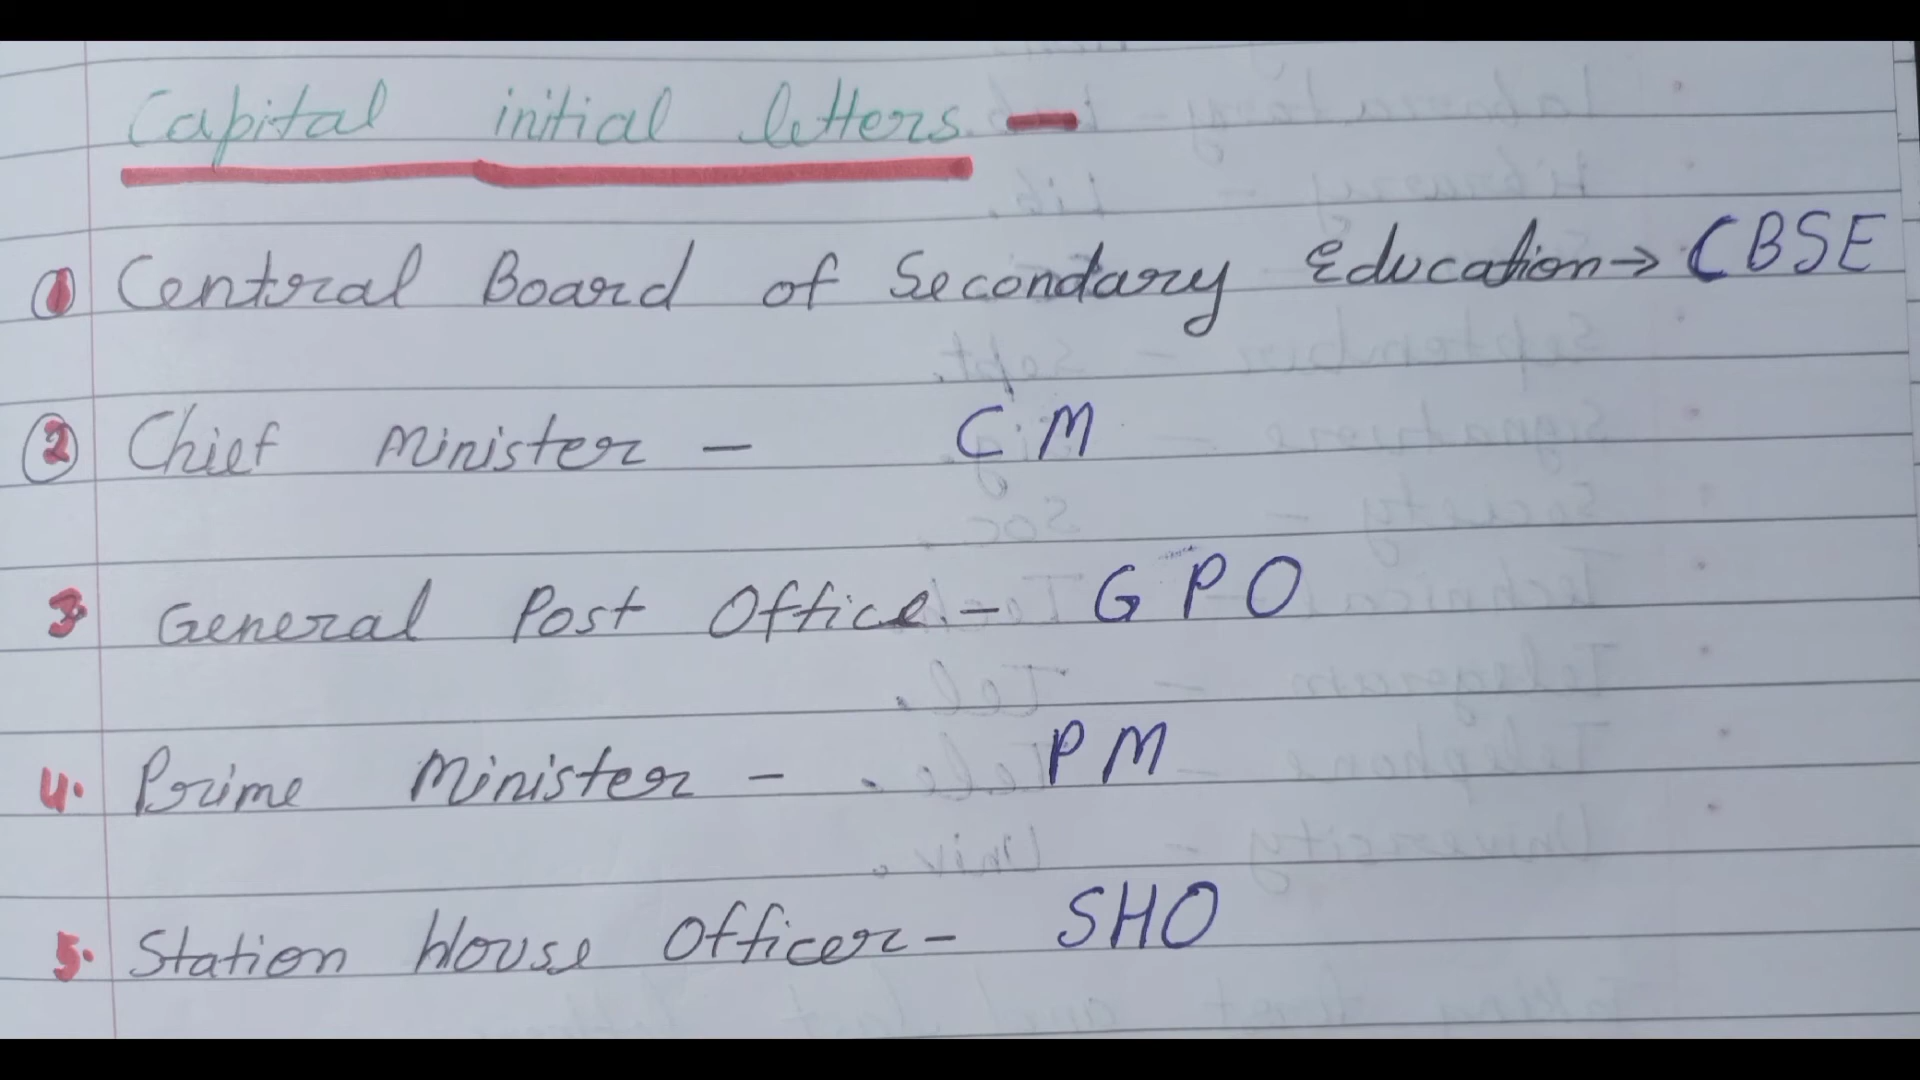 Capital initial letters -
1 Central Board of Secondary Education → CBSE
2 Chief Minister - CM
3. General Post Office. - GPO
4. Prime Minister - PM
5. Station House Officer - SHO